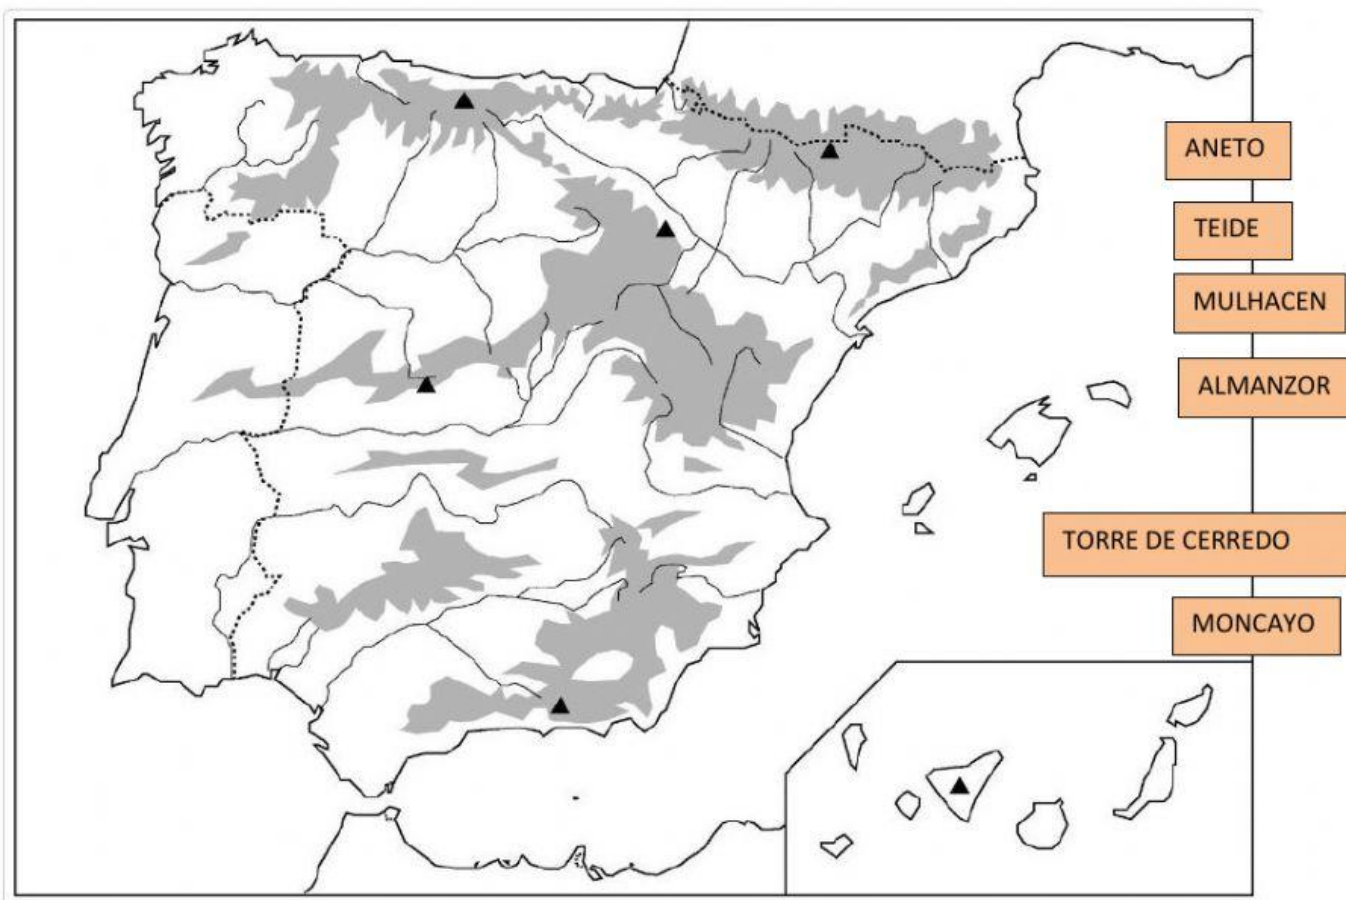 ANETO
TEIDE
MULHACEN
ALMANZOR
TORRE DE CERREDO
MONCAYO